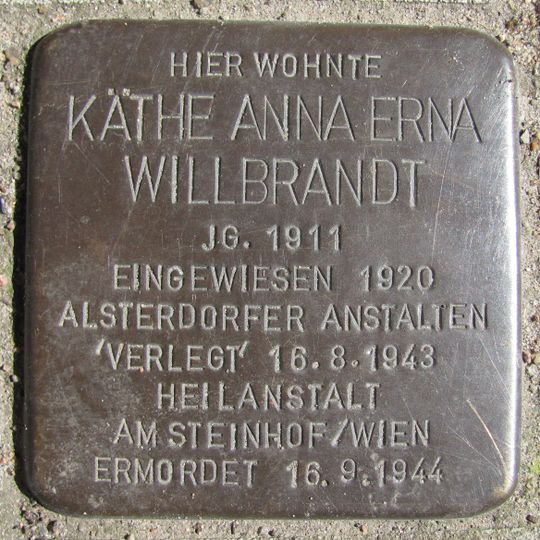 HIER WOHNTE
KÄTHE ANNA ERNA
WILLBRANDT
JG. 1911
EINGEWIESEN 1920
ALSTERDORFER ANSTALTEN
'VERLEGT' 16.8.1943
HEILANSTALT
AM STEINHOF/WIEN
ERMORDET 16.9.1944